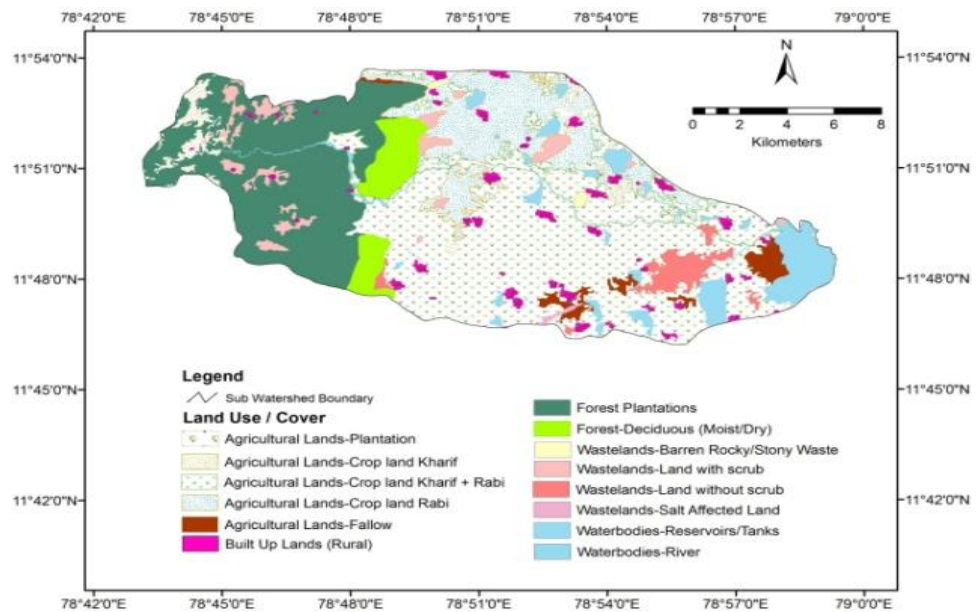 78°42'0"E 78°45'0"E 78°48'0"E 78°51'0"E 78°54'0"E 78°57'0"E 79°0'0"E
11°54'0"N 11°54'0"N
N
0 2 4 6 8
Kilometers
11°51'0"N 11°51'0"N
11°48'0"N 11°48'0"N
11°45'0"N 11°45'0"N
11°42'0"N 11°42'0"N
Legend
Sub Watershed Boundary
Land Use / Cover
Agricultural Lands-Plantation
Agricultural Lands-Crop land Kharif
Agricultural Lands-Crop land Kharif + Rabi
Agricultural Lands-Crop land Rabi
Agricultural Lands-Fallow
Built Up Lands (Rural)
Forest Plantations
Forest-Deciduous (Moist/Dry)
Wastelands-Barren Rocky/Stony Waste
Wastelands-Land with scrub
Wastelands-Land without scrub
Wastelands-Salt Affected Land
Waterbodies-Reservoirs/Tanks
Waterbodies-River
78°42'0"E 78°45'0"E 78°48'0"E 78°51'0"E 78°54'0"E 78°57'0"E 79°0'0"E